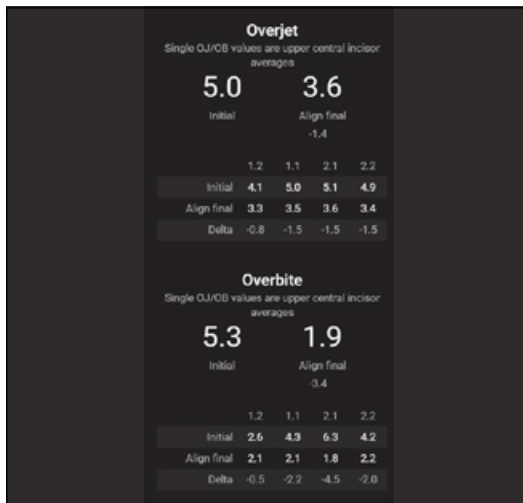 Overjet
Single OJ/OB values are upper central incisor
averages
5.0 3.6
Initial Align final
-1.4
1.2 1.1 2.1 2.2
Initial 4.1 5.0 5.1 4.9
Align final 3.3 3.5 3.6 3.4
Delta -0.8 -1.5 -1.5 -1.5
Overbite
Single OJ/OB values are upper central incisor
averages
5.3 1.9
Initial Align final
-3.4
1.2 1.1 2.1 2.2
Initial 2.6 4.3 6.3 4.2
Align final 2.1 2.1 1.8 2.2
Delta -0.5 -2.2 -4.5 -2.0